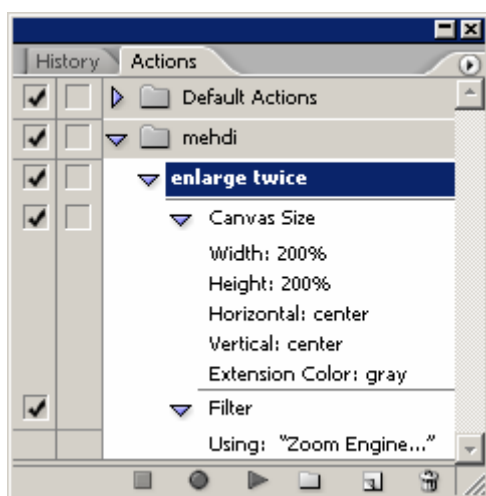 History Actions
Default Actions
mehdi
enlarge twice
Canvas Size
Width: 200%
Height: 200%
Horizontal: center
Vertical: center
Extension Color: gray
Filter
Using: "Zoom Engine..."